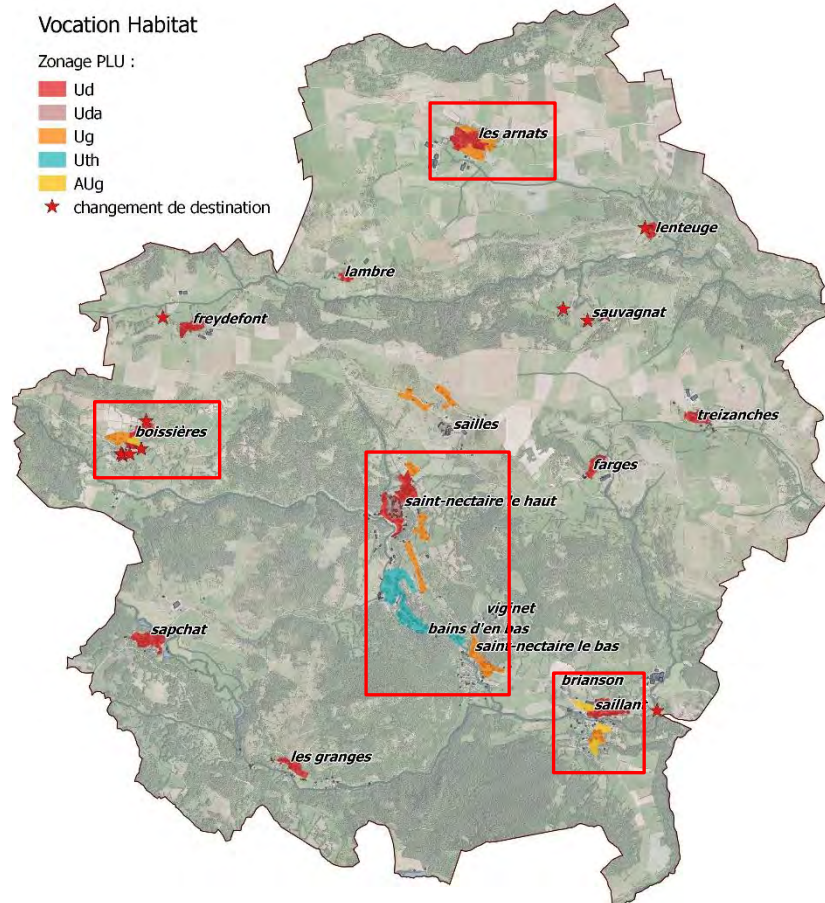 Vocation Habitat
Zonage PLU :
Ud
Uda
Ug
Uth
AUg
changement de destination
les arnats
lenteuge
lambre
sauvagnat
freydefont
treizanches
boissières
sailles
farges
saint-nectaire le haut
viginet
bains d'en bas
sapchat
saint-nectaire le bas
brianson
saillant
les granges